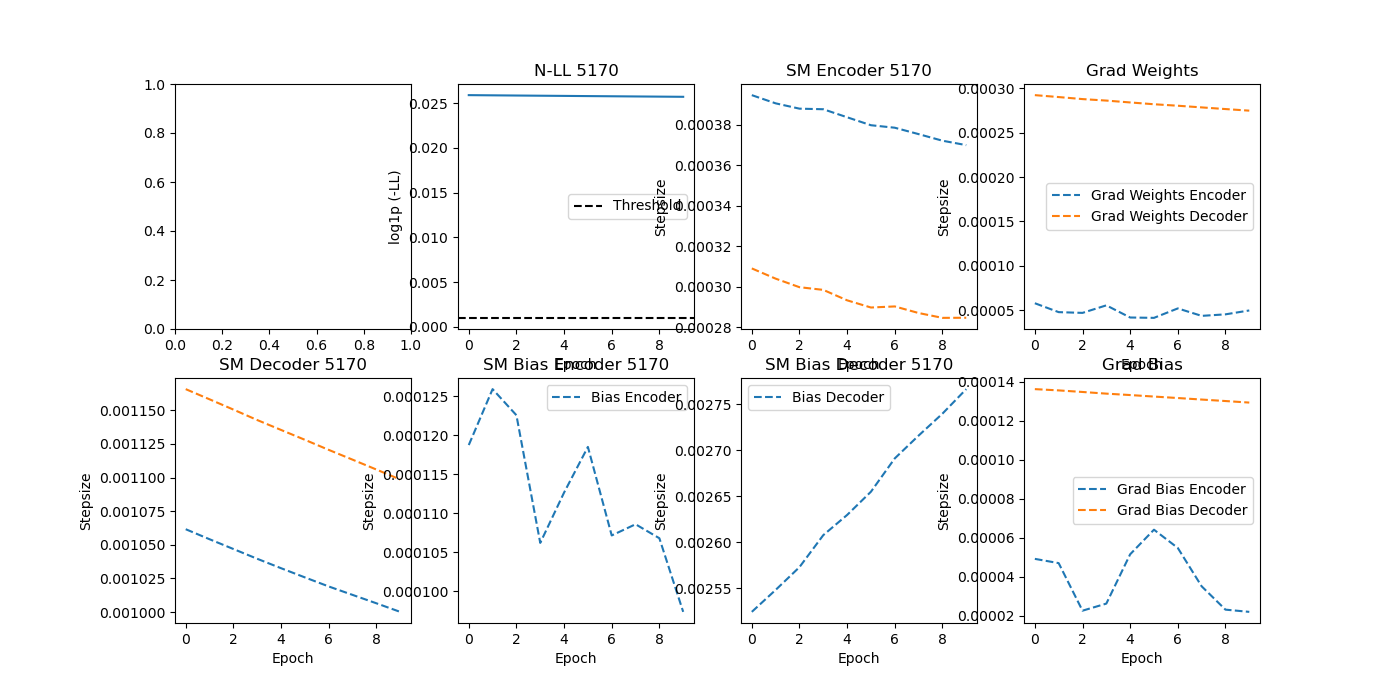 N-LL 5170
SM Encoder 5170
Grad Weights
1.0
0.8
0.6
0.4
0.2
0.0
0.0 0.2 0.4 0.6 0.8 1.0
log1p (-LL)
0.025
0.020
0.015
0.010
0.005
0.000
Threshold
0 2 4 6 8
Epoch
Stepsize
0.00038
0.00036
0.00034
0.00032
0.00030
0.00028
0 2 4 6 8
Epoch
Stepsize
0.00030
0.00025
0.00020
0.00015
0.00010
0.00005
Grad Weights Encoder
Grad Weights Decoder
0 2 4 6 8
Epoch
SM Decoder 5170
SM Bias Encoder 5170
SM Bias Decoder 5170
Grad Bias
Stepsize
0.001150
0.001125
0.001100
0.001075
0.001050
0.001025
0.001000
0 2 4 6 8
Epoch
Stepsize
0.000125
0.000120
0.000115
0.000110
0.000105
0.000100
Bias Encoder
0 2 4 6 8
Epoch
Stepsize
0.00275
0.00270
0.00265
0.00260
0.00255
Bias Decoder
0 2 4 6 8
Epoch
Stepsize
0.00014
0.00012
0.00010
0.00008
0.00006
0.00004
0.00002
Grad Bias Encoder
Grad Bias Decoder
0 2 4 6 8
Epoch